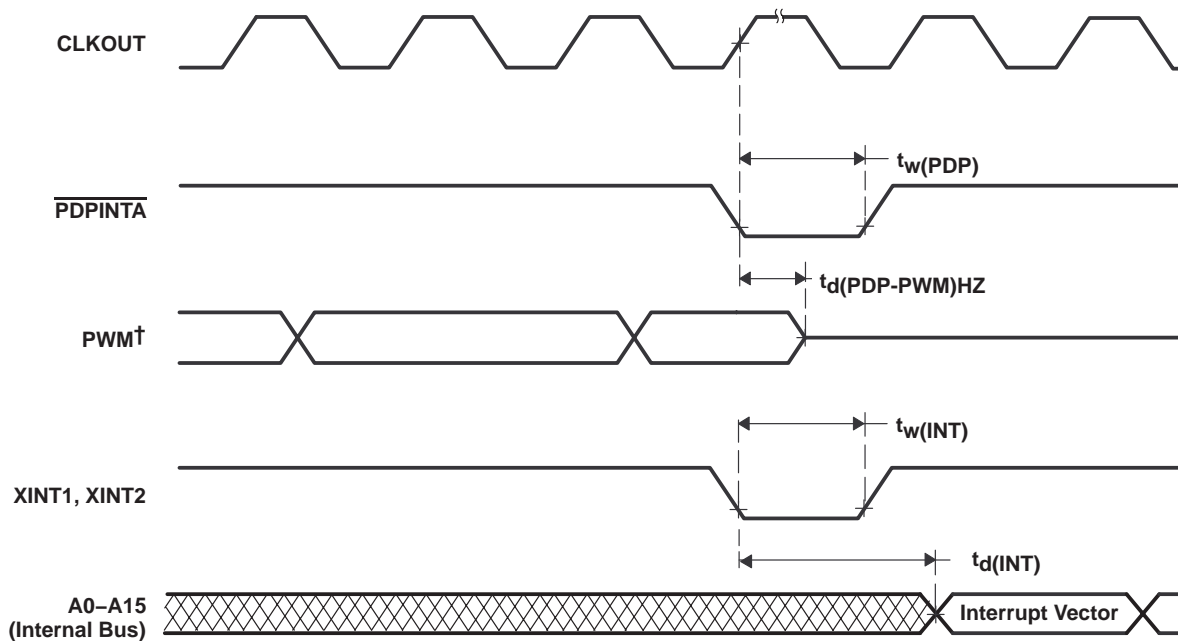 CLKOUT
tw(PDP)
PDPINTA
td(PDP-PWM)HZ
PWM†
tw(INT)
XINT1, XINT2
td(INT)
A0–A15
(Internal Bus)
Interrupt Vector